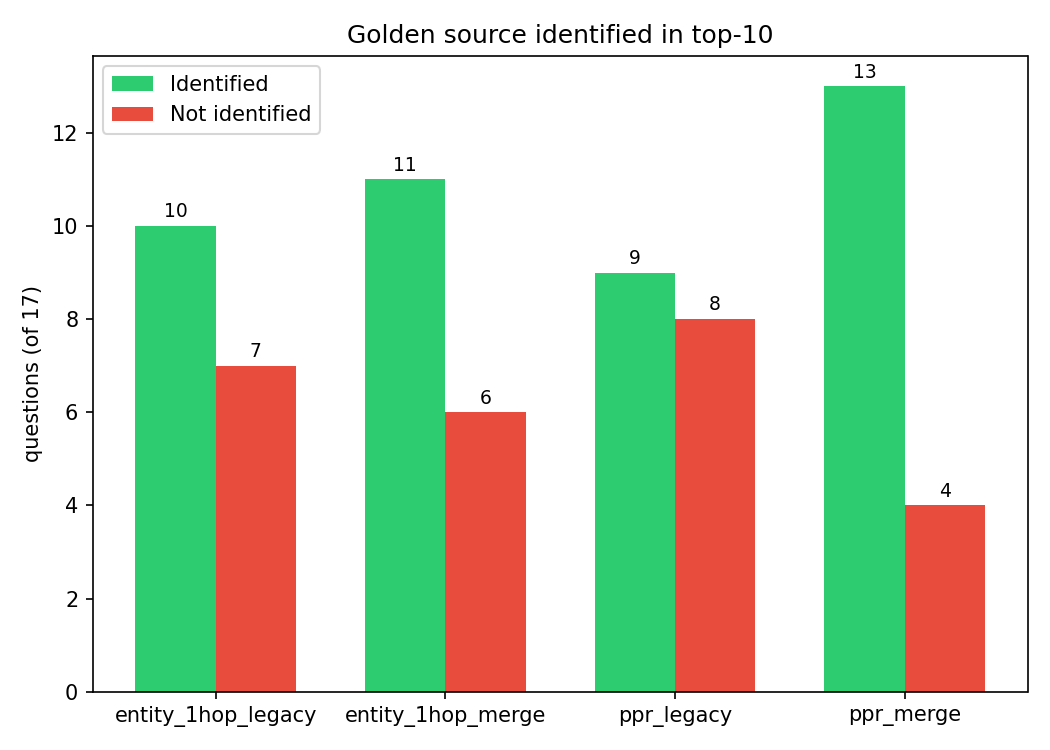 Golden source identified in top-10
Identified
Not identified
questions (of 17)
12
10
8
6
4
2
0
10
7
11
6
9
8
13
4
entity_1hop_legacy
entity_1hop_merge
ppr_legacy
ppr_merge